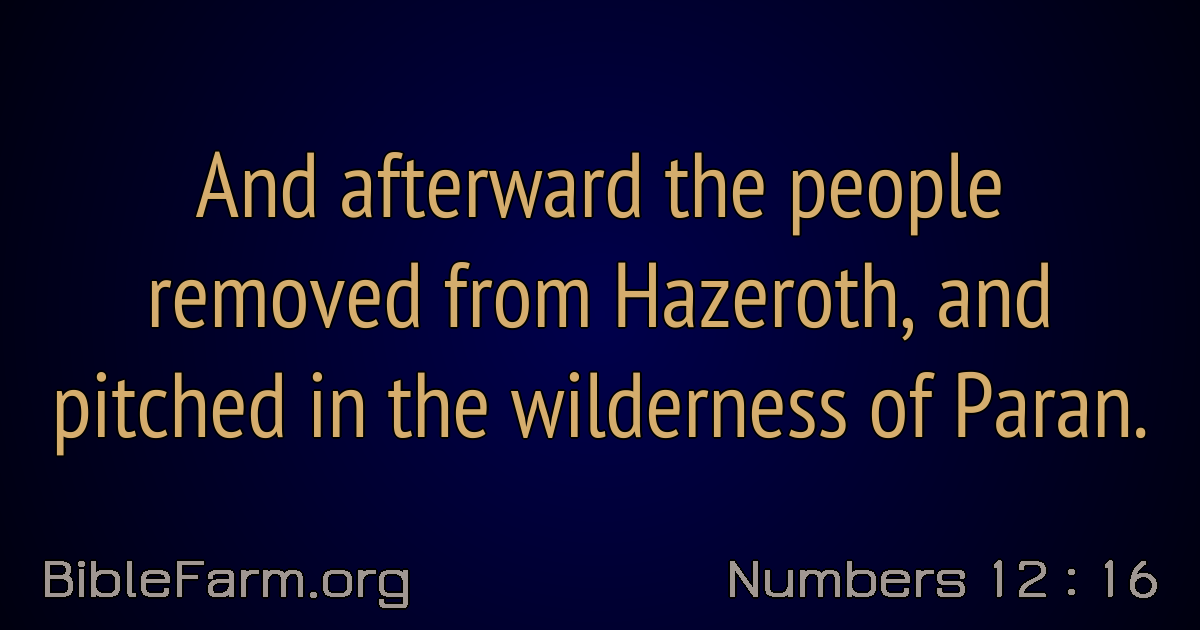 And afterward the people
removed from Hazeroth, and
pitched in the wilderness of Paran.
BibleFarm.org
Numbers 12 : 16